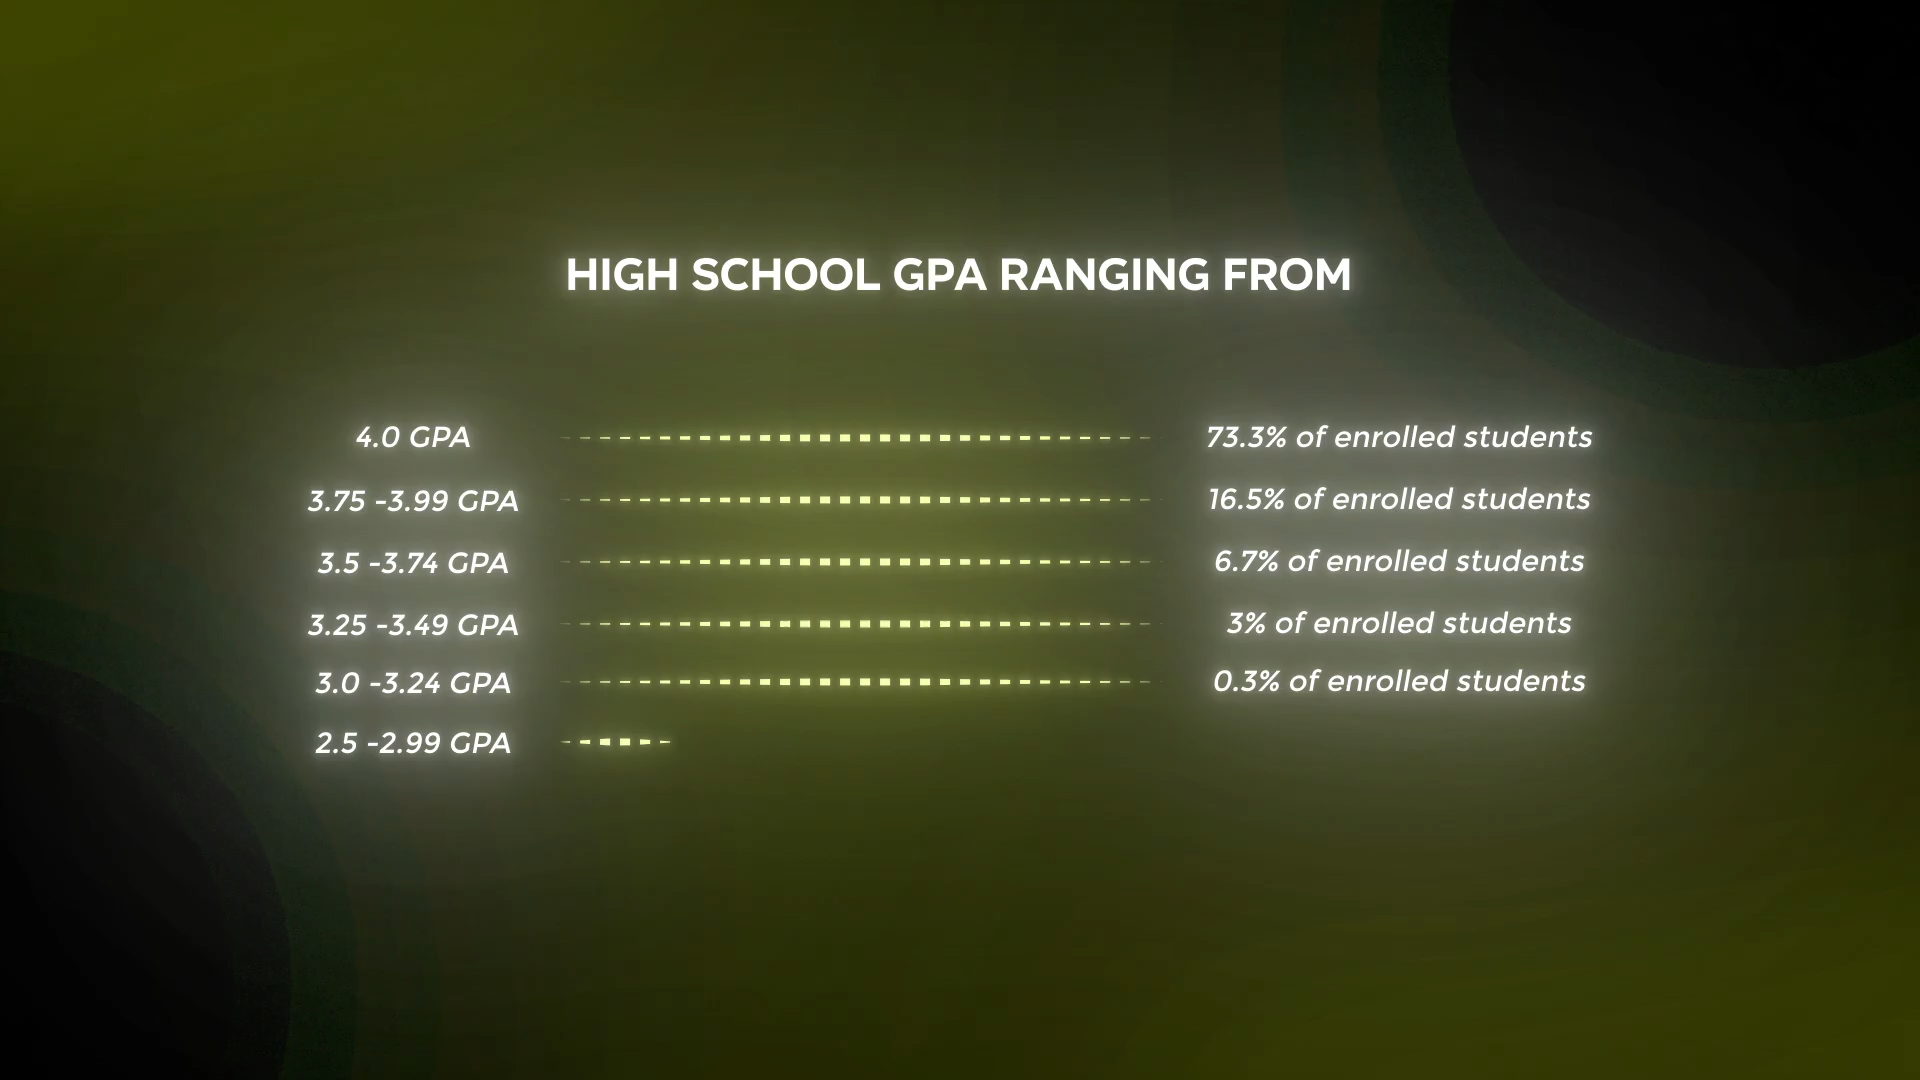 HIGH SCHOOL GPA RANGING FROM
4.0 GPA 73.3% of enrolled students
3.75 -3.99 GPA 16.5% of enrolled students
3.5 -3.74 GPA 6.7% of enrolled students
3.25 -3.49 GPA 3% of enrolled students
3.0 -3.24 GPA 0.3% of enrolled students
2.5 -2.99 GPA